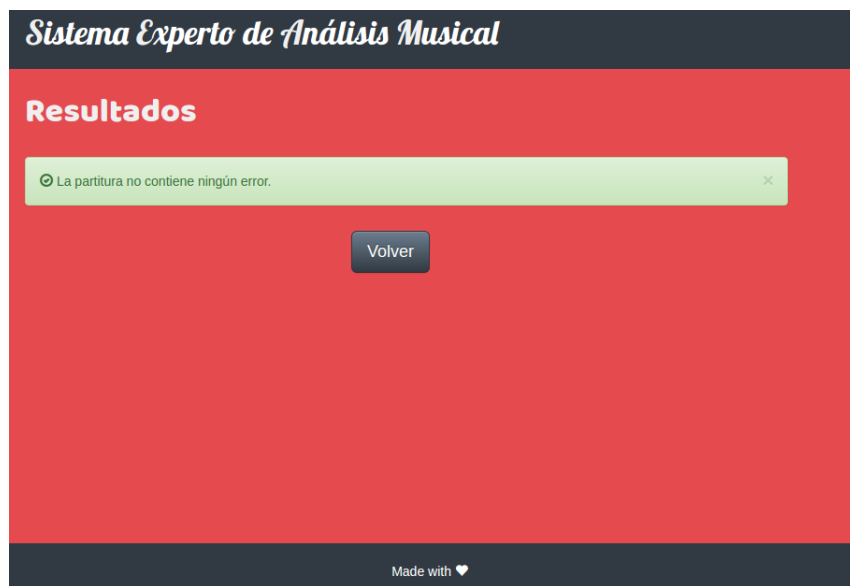 Sistema Experto de Análisis Musical
Resultados
La partitura no contiene ningún error. ×
Volver
Made with ♥